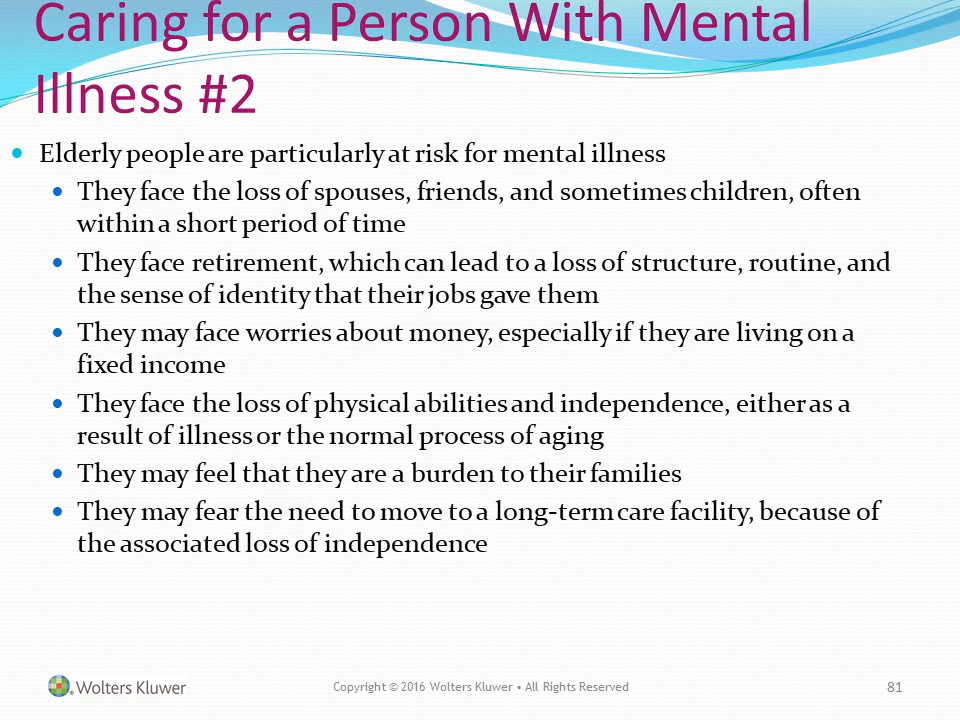 Caring for a Person With Mental
Illness #2
Elderly people are particularly at risk for mental illness
They face the loss of spouses, friends, and sometimes children, often
within a short period of time
They face retirement, which can lead to a loss of structure, routine, and
the sense of identity that their jobs gave them
They may face worries about money, especially if they are living on a
fixed income
They face the loss of physical abilities and independence, either as a
result of illness or the normal process of aging
They may feel that they are a burden to their families
They may fear the need to move to a long-term care facility, because of
the associated loss of independence
Wolters Kluwer
Copyright © 2016 Wolters Kluwer • All Rights Reserved
81